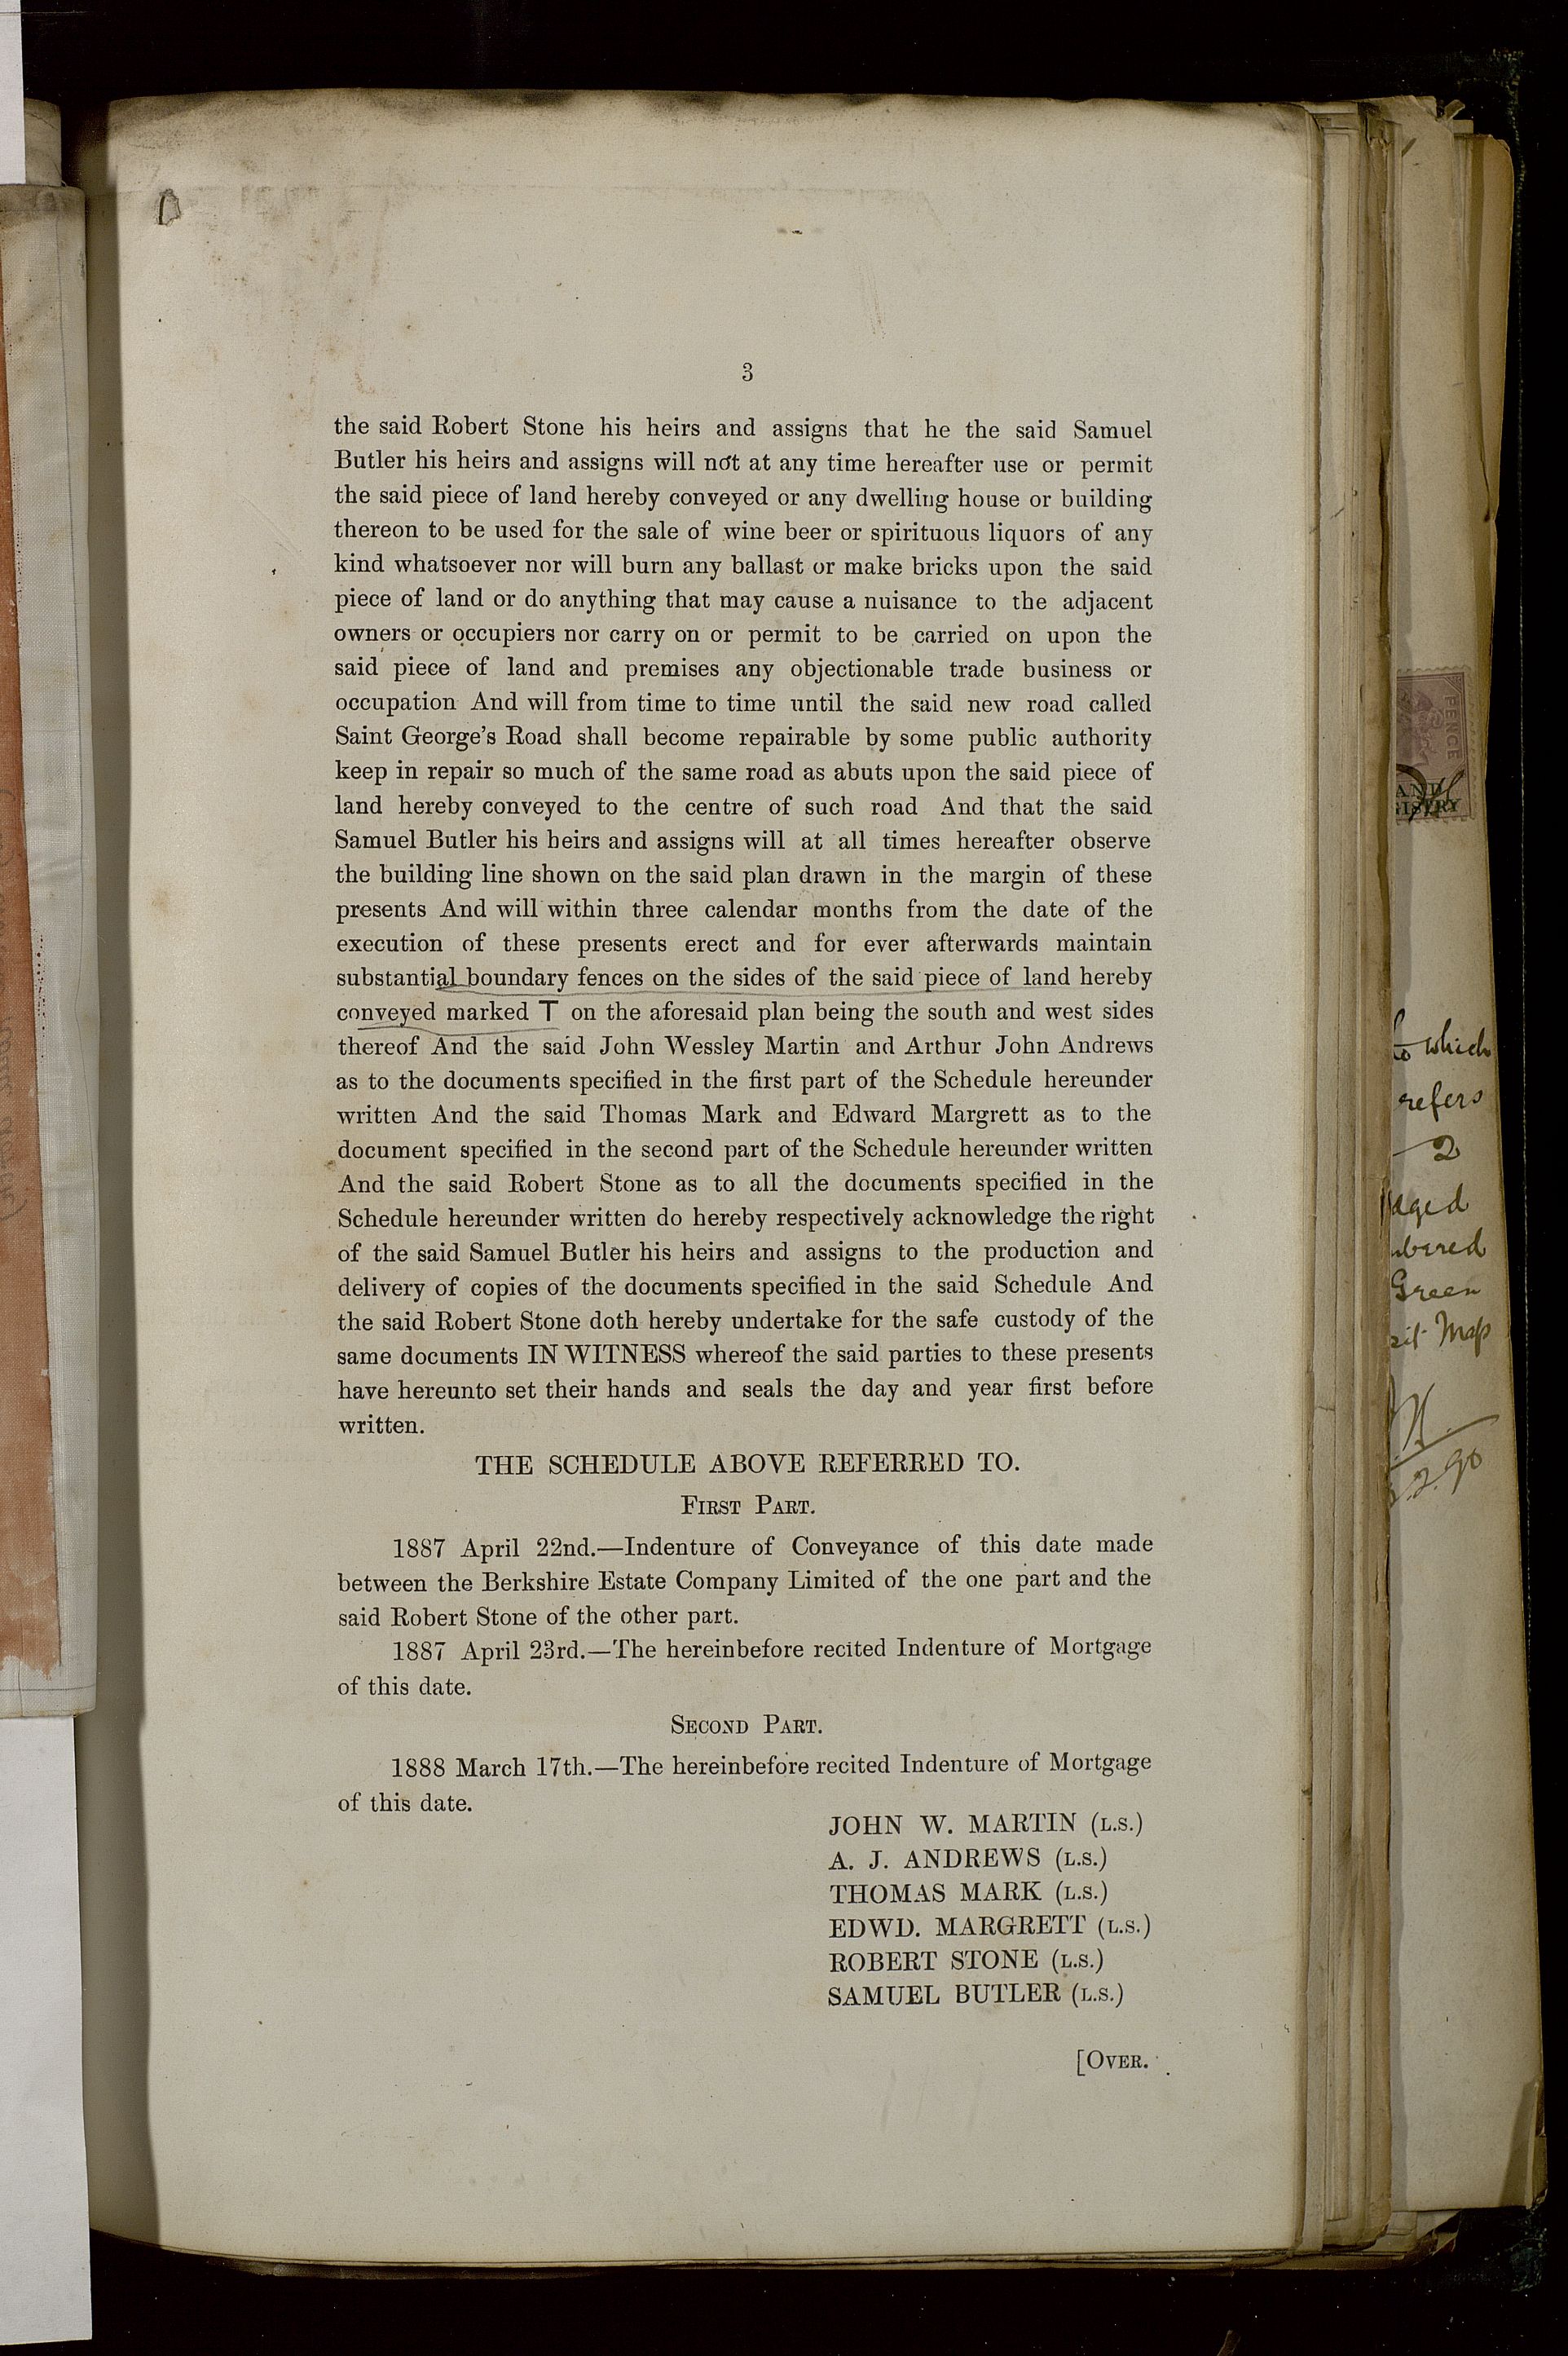 3
the said Robert Stone his heirs and assigns that he the said Samuel
Butler his heirs and assigns will not at any time hereafter use or permit
the said piece of land hereby conveyed or any dwelling house or building
thereon to be used for the sale of wine beer or spirituous liquors of any
kind whatsoever nor will burn any ballast or make bricks upon the said
piece of land or do anything that may cause a nuisance to the adjacent
owners or occupiers nor carry on or permit to be carried on upon the
said piece of land and premises any objectionable trade business or
occupation And will from time to time until the said new road called
Saint George's Road shall become repairable by some public authority
keep in repair so much of the same road as abuts upon the said piece of
land hereby conveyed to the centre of such road And that the said
Samuel Butler his heirs and assigns will at all times hereafter observe
the building line shown on the said plan drawn in the margin of these
presents And will within three calendar months from the date of the
execution of these presents erect and for ever afterwards maintain
substantial boundary fences on the sides of the said piece of land hereby
conveyed marked T on the aforesaid plan being the south and west sides
thereof And the said John Wessley Martin and Arthur John Andrews
as to the documents specified in the first part of the Schedule hereunder
written And the said Thomas Mark and Edward Margrett as to the
document specified in the second part of the Schedule hereunder written
And the said Robert Stone as to all the documents specified in the
Schedule hereunder written do hereby respectively acknowledge the right
of the said Samuel Butler his heirs and assigns to the production and
delivery of copies of the documents specified in the said Schedule And
the said Robert Stone doth hereby undertake for the safe custody of the
same documents IN WITNESS whereof the said parties to these presents
have hereunto set their hands and seals the day and year first before
written.
THE SCHEDULE ABOVE REFERRED TO.
FIRST PART.
1887 April 22nd.—Indenture of Conveyance of this date made
between the Berkshire Estate Company Limited of the one part and the
said Robert Stone of the other part.
1887 April 23rd.—The hereinbefore recited Indenture of Mortgage
of this date.
SECOND PART.
1888 March 17th.—The hereinbefore recited Indenture of Mortgage
of this date.
JOHN W. MARTIN (L.S.)
A. J. ANDREWS (L.S.)
THOMAS MARK (L.S.)
EDWD. MARGRETT (L.S.)
ROBERT STONE (L.S.)
SAMUEL BUTLER (L.S.)
[OVER.
PENCE
to which
refers
2
Green
Map